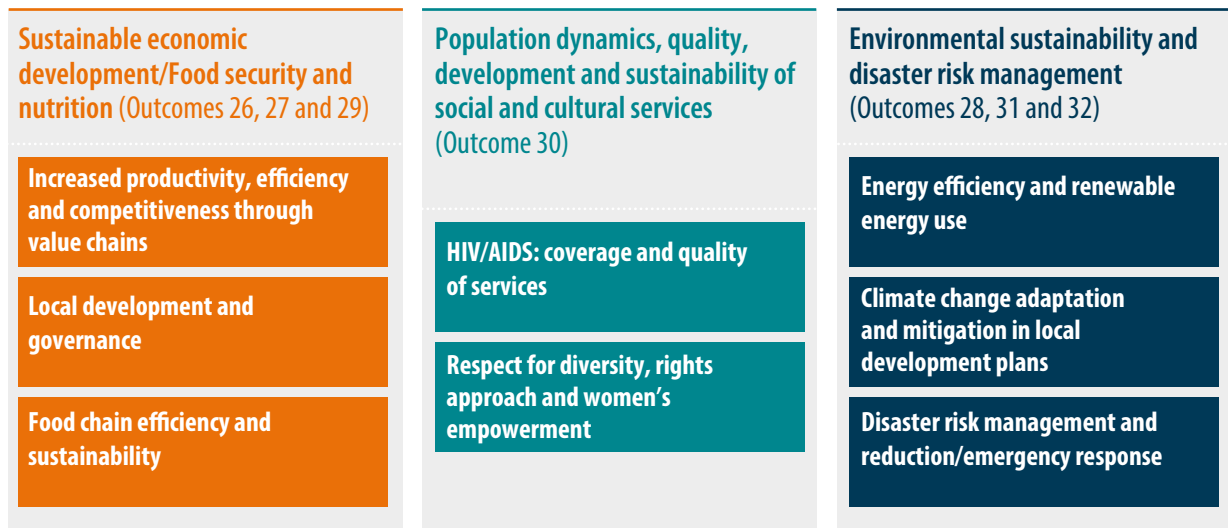 Sustainable economic
development/Food security and
nutrition (Outcomes 26, 27 and 29)
Increased productivity, efficiency
and competitiveness through
value chains
Local development and
governance
Food chain efficiency and
sustainability
Population dynamics, quality,
development and sustainability of
social and cultural services
(Outcome 30)
HIV/AIDS: coverage and quality
of services
Respect for diversity, rights
approach and women's
empowerment
Environmental sustainability and
disaster risk management
(Outcomes 28, 31 and 32)
Energy efficiency and renewable
energy use
Climate change adaptation
and mitigation in local
development plans
Disaster risk management and
reduction/emergency response